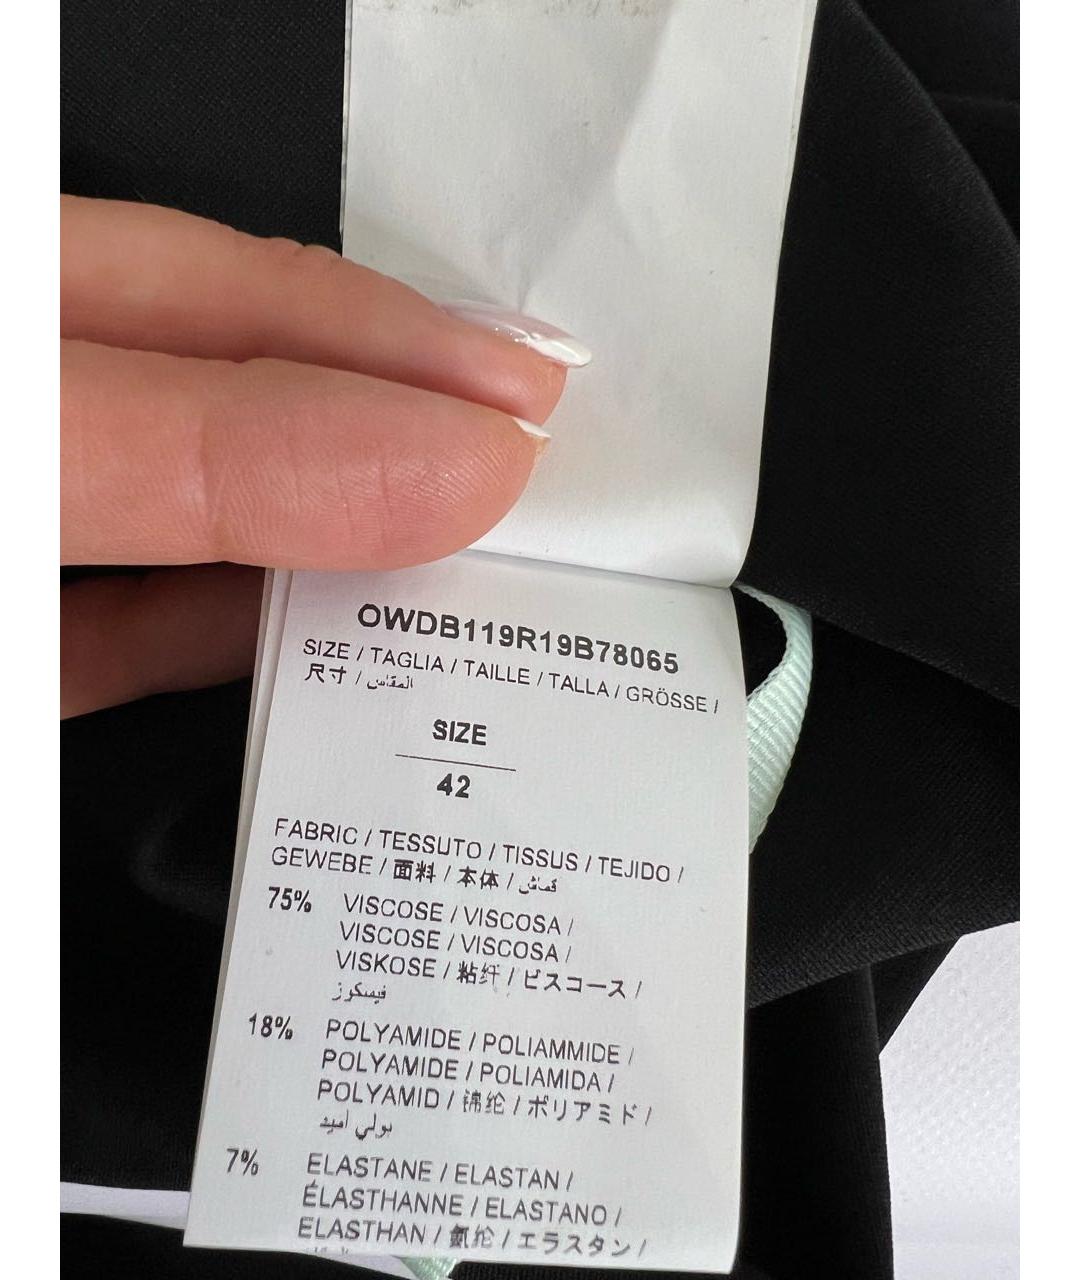 OWDB119R19B78065
SIZE / TAGLIA / TAILLE / TALLA / GRÖSSE /
尺寸 / المقاس
SIZE
42
FABRIC / TESSUTO / TISSUS / TEJIDO /
GEWEBE / 面料 / 本体 / قماش
75% VISCOSE / VISCOSA /
VISCOSE / VISCOSA /
VISKOSE / 粘纤 / ビスコース /
فيسكوز
18% POLYAMIDE / POLIAMMIDE /
POLYAMIDE / POLIAMIDA /
POLYAMID / 锦纶 / ポリアミド /
بولي أميد
7% ELASTANE / ELASTAN /
ÉLASTHANNE / ELASTANO /
ELASTHAN / 氨纶 / エラスタン /